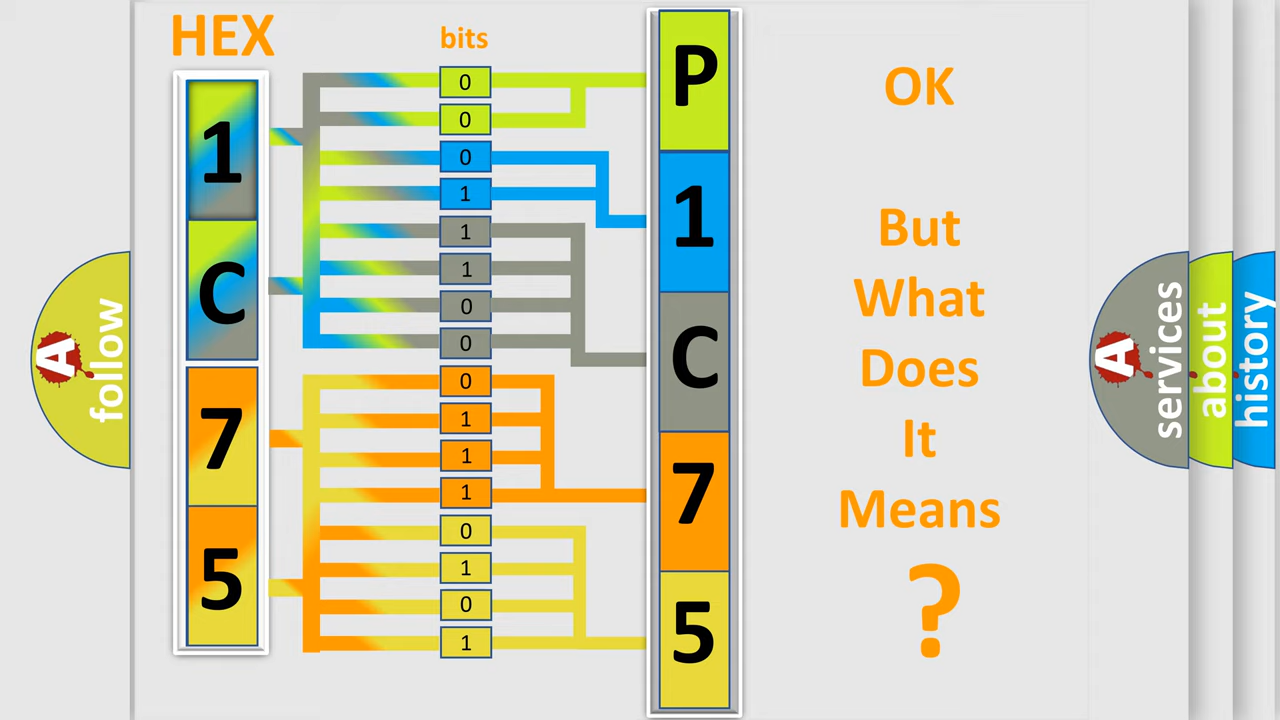 HEX
bits
1
C
7
5
0
0
0
1
1
1
0
0
0
1
1
1
0
1
0
1
P
1
C
7
5
OK
But
What
Does
It
Means
?
A
follow
A
services
about
history